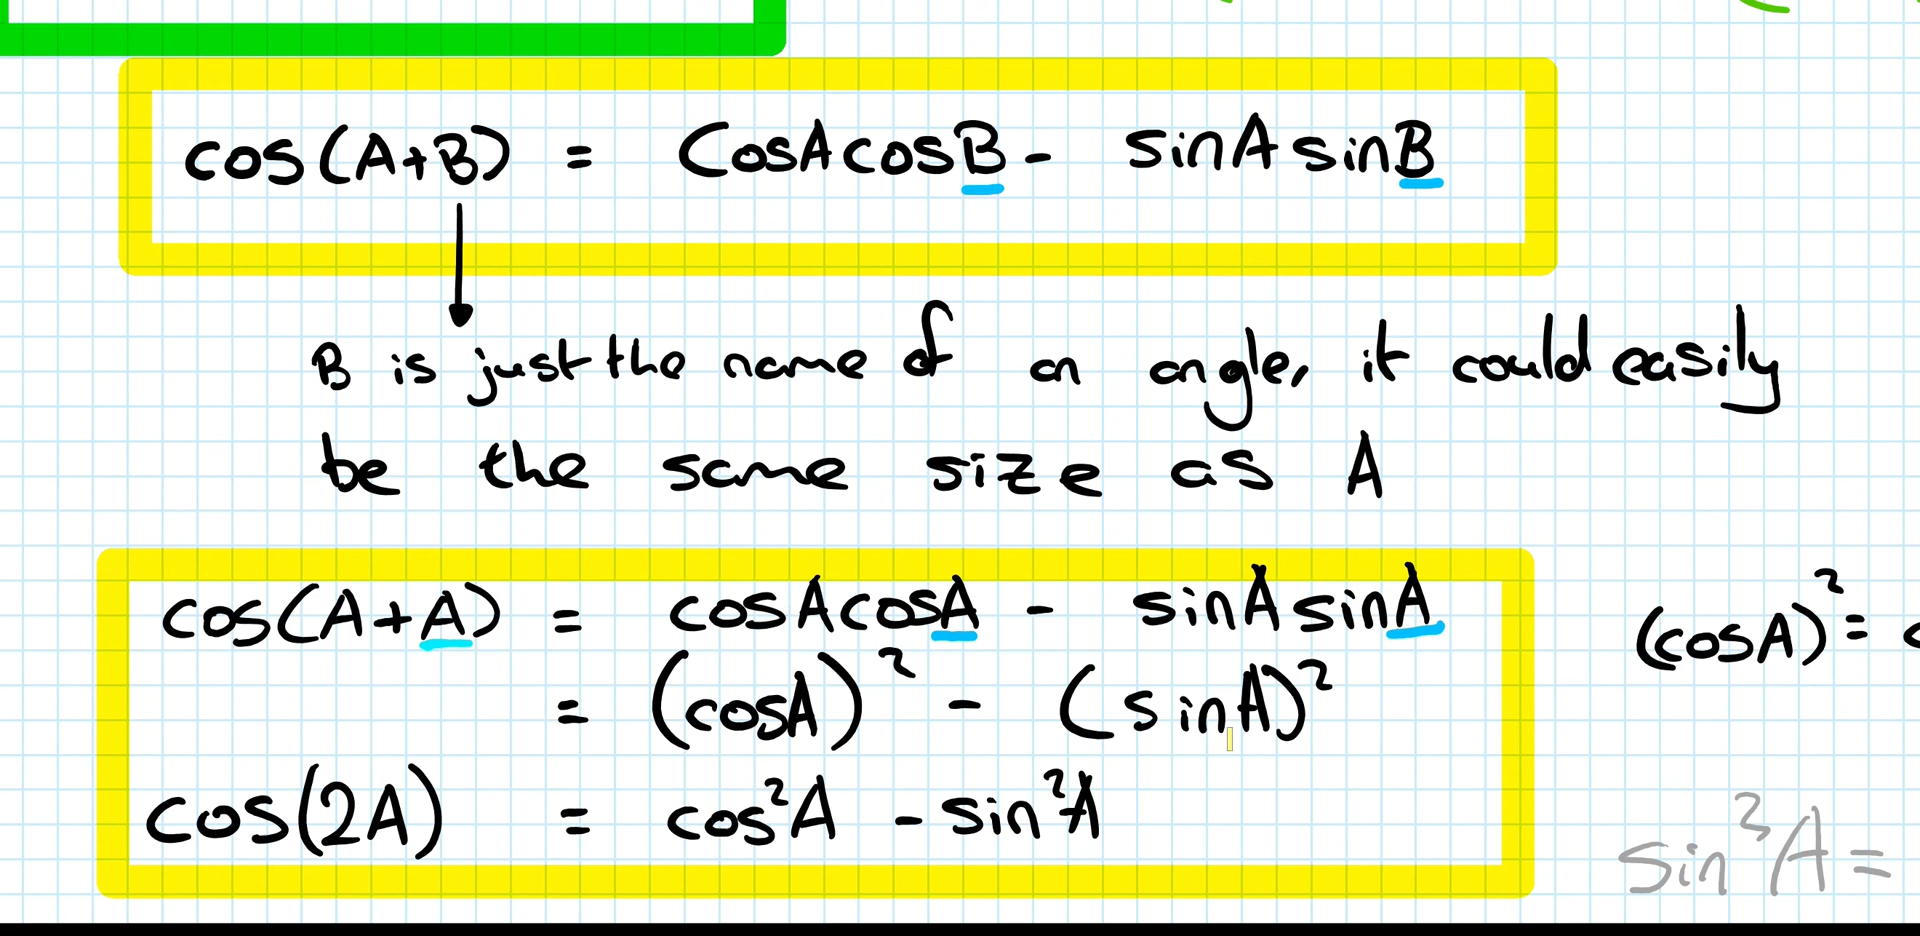 cos(A+B) = CosAcosB - sinAsinB
B is just the name of an angle, it could easily
be the same size as A
cos(A+A) = cosAcosA - sinAsinA
= (cosA)² - (sinA)²
cos(2A) = cos²A - sin²A
(cosA)² =
sin³A =